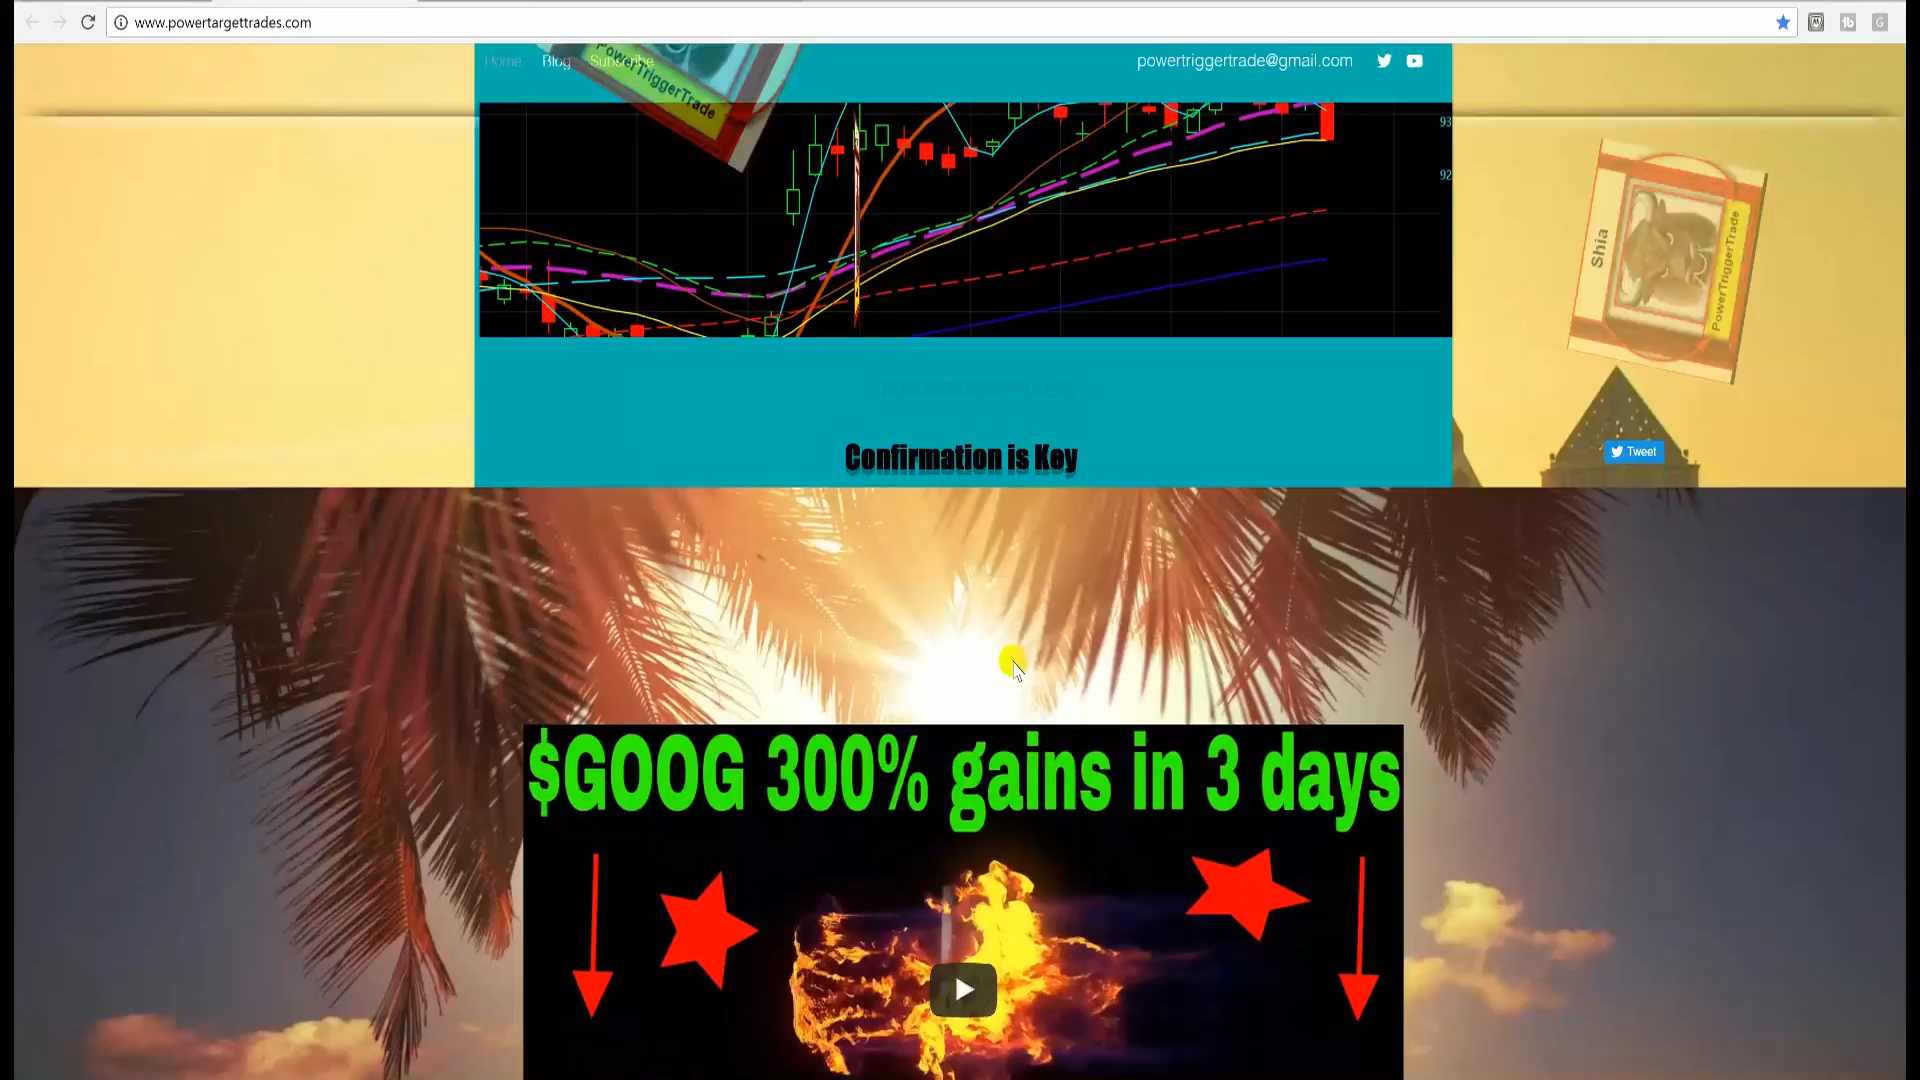 www.powertargettrades.com
Home Blog Subscribe
powertriggertrade@gmail.com
PowerTriggerTrade
93
92
Shia
PowerTriggerTrade
Confirmation is Key
Tweet
$GOOG 300% gains in 3 days